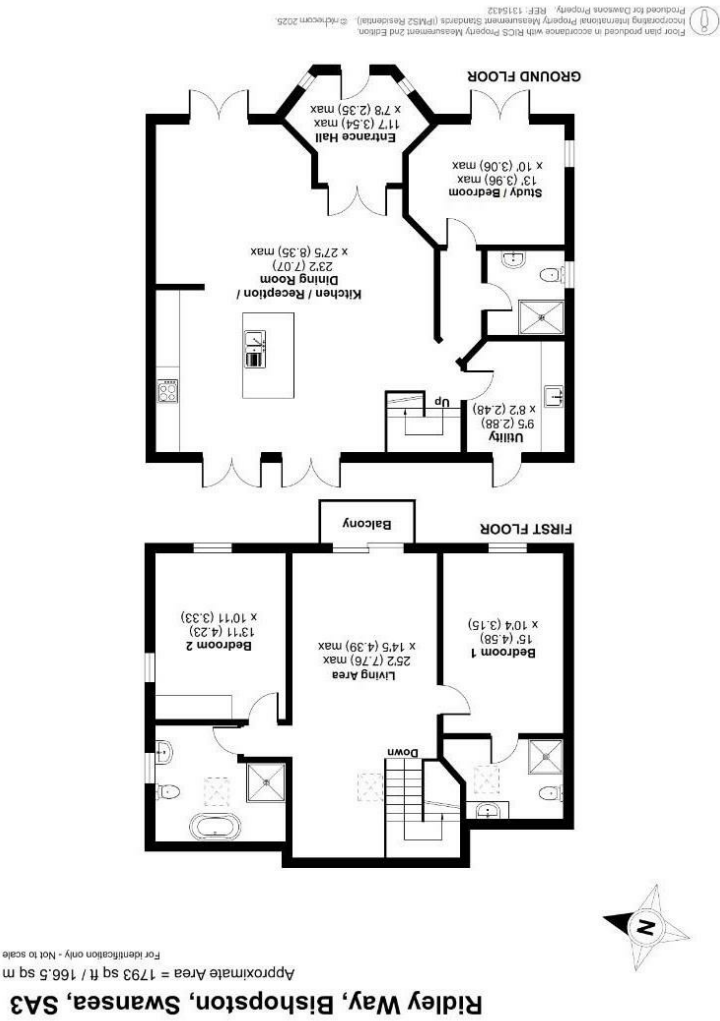 Ridley Way, Bishopston, Swansea, SA3
Approximate Area = 1793 sq ft / 166.5 sq m
For identification only - Not to scale
N
Down
Bedroom 1
15' (4.58)
x 10'4 (3.15)
Living Area
25'2 (7.76) max
x 14'5 (4.39) max
Bedroom 2
13'11 (4.23)
x 10'11 (3.33)
FIRST FLOOR
Balcony
Utility
9'5 (2.88)
x 8'2 (2.48)
Up
Kitchen / Reception /
Dining Room
23'2 (7.07)
x 27'5 (8.35) max
Study / Bedroom
13' (3.96) max
x 10' (3.06) max
Entrance Hall
11'7 (3.54) max
x 7'8 (2.35) max
GROUND FLOOR
Floor plan produced in accordance with RICS Property Measurement 2nd Edition.
Incorporating International Property Measurement Standards (IPMS2 Residential). © nichecom 2025.
Produced for Dawsons Property. REF: 1315432